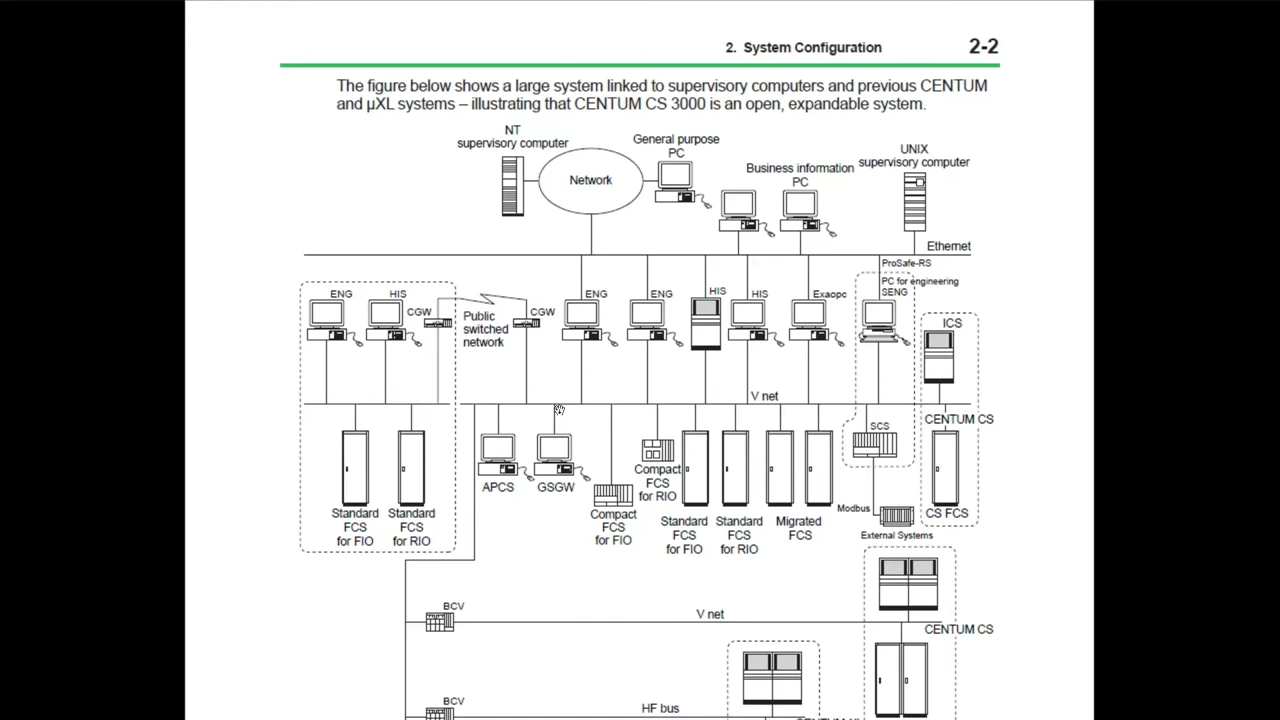 2. System Configuration
2-2
The figure below shows a large system linked to supervisory computers and previous CENTUM
and µXL systems – illustrating that CENTUM CS 3000 is an open, expandable system.
NT
supervisory computer
General purpose
PC
UNIX
supervisory computer
Business information
PC
Network
Ethernet
ProSafe-RS
PC for engineering
SENG
ENG
HIS
CGW
Public
switched
network
CGW
ENG
ENG
HIS
HIS
Exaopc
ICS
V net
CENTUM CS
SCS
APCS
GSGW
Compact
FCS
for RIO
Modbus
External Systems
CS FCS
Standard
FCS
for FIO
Standard
FCS
for RIO
Compact
FCS
for FIO
Standard
FCS
for FIO
Standard
FCS
for RIO
Migrated
FCS
BCV
V net
CENTUM CS
BCV
HF bus